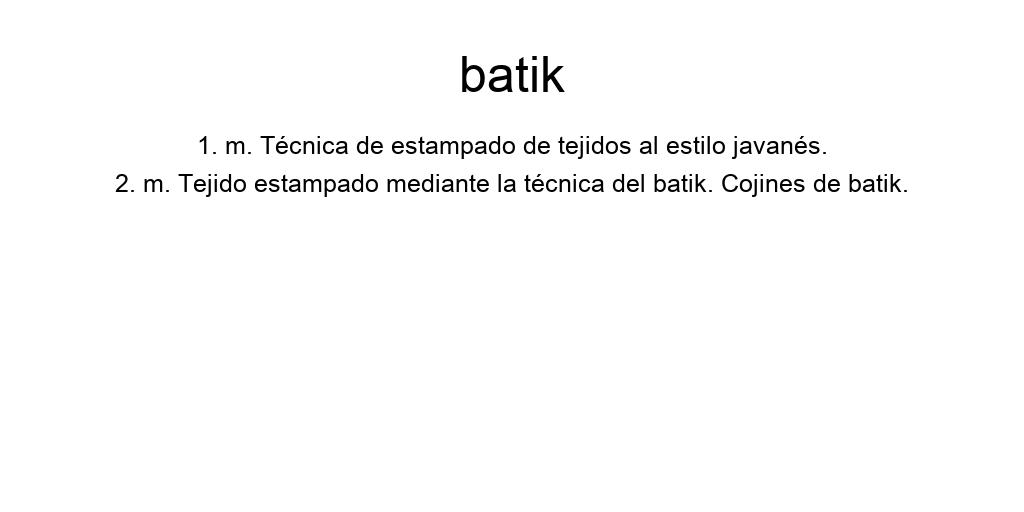 batik
1. m. Técnica de estampado de tejidos al estilo javanés.
2. m. Tejido estampado mediante la técnica del batik. Cojines de batik.